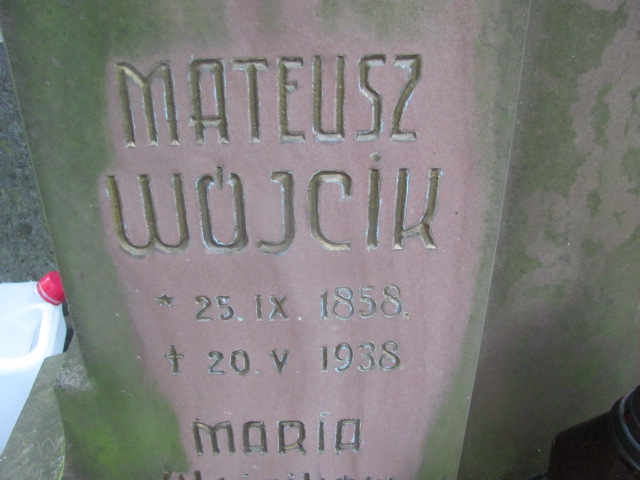 MATEUSZ
WÓJCIK
* 25. IX. 1858.
† 20. V 1938
MARIA